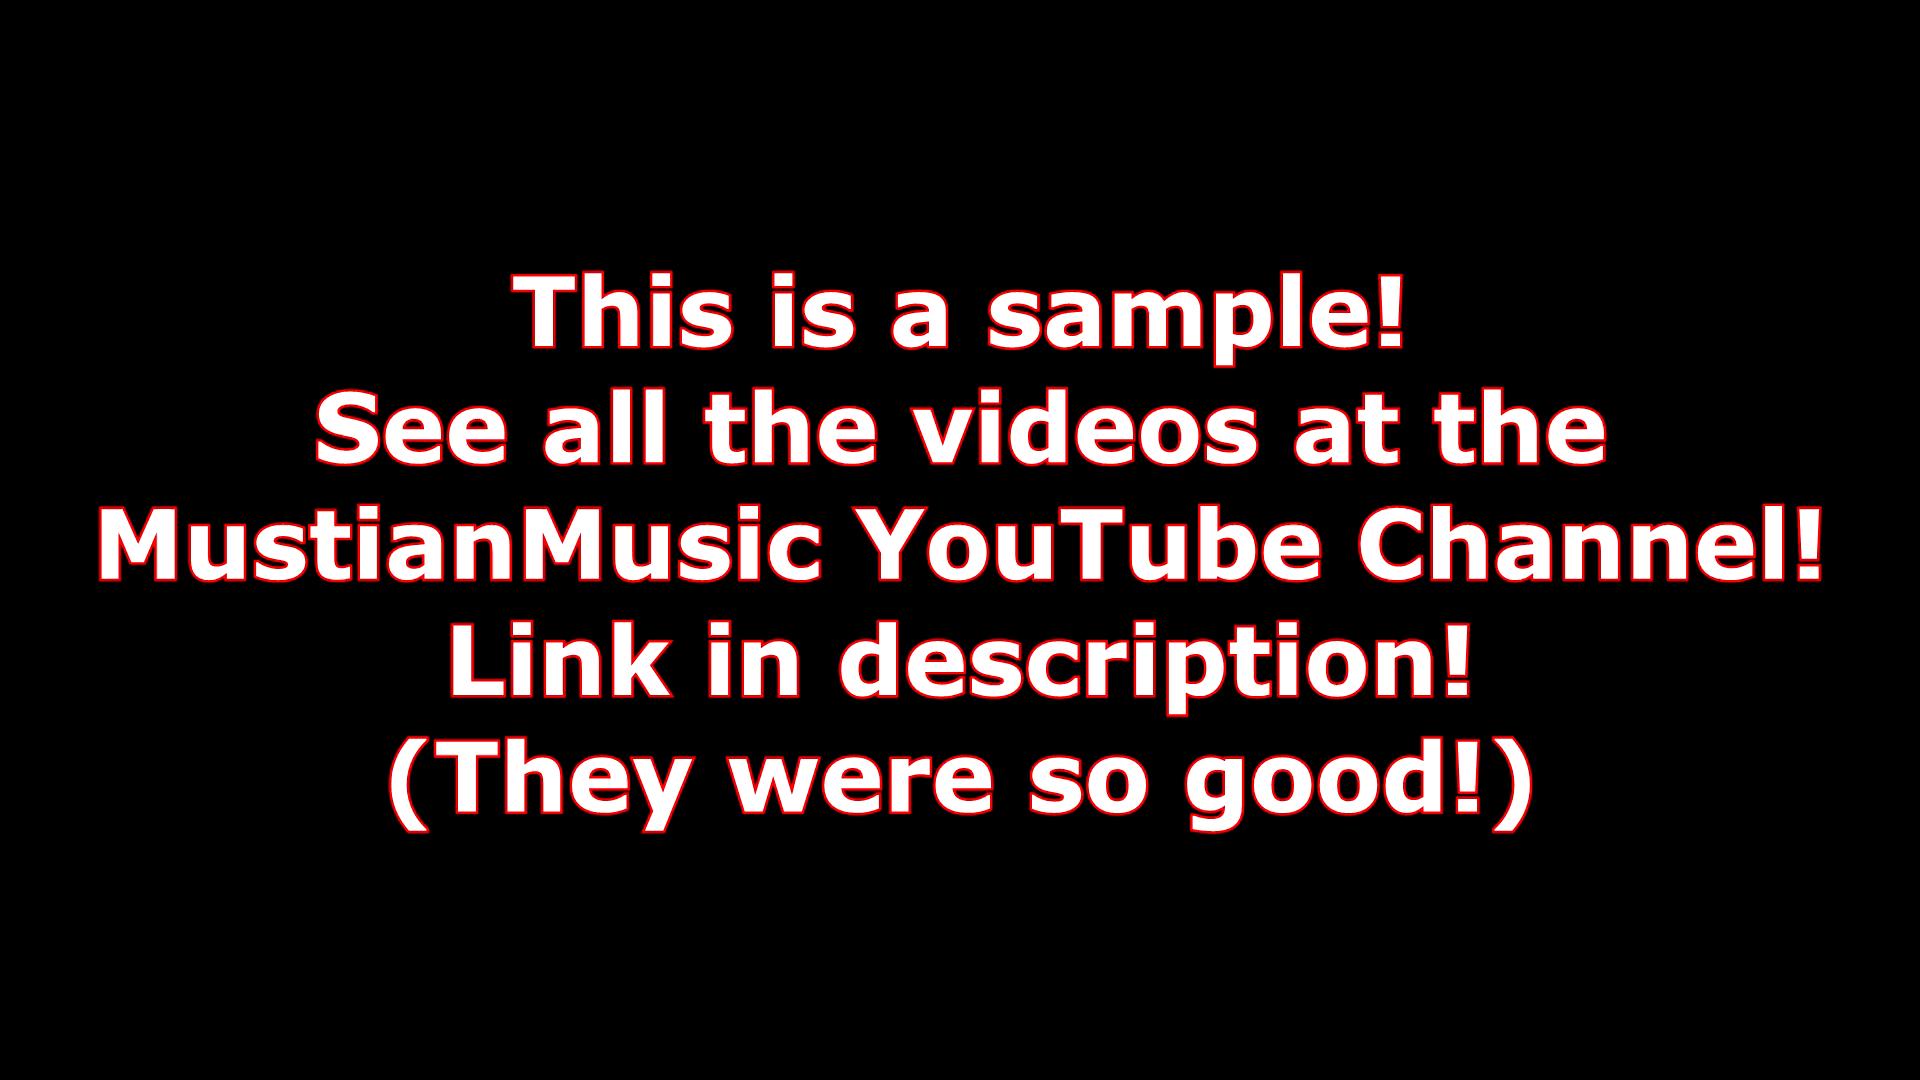 This is a sample!
See all the videos at the
MustianMusic YouTube Channel!
Link in description!
(They were so good!)